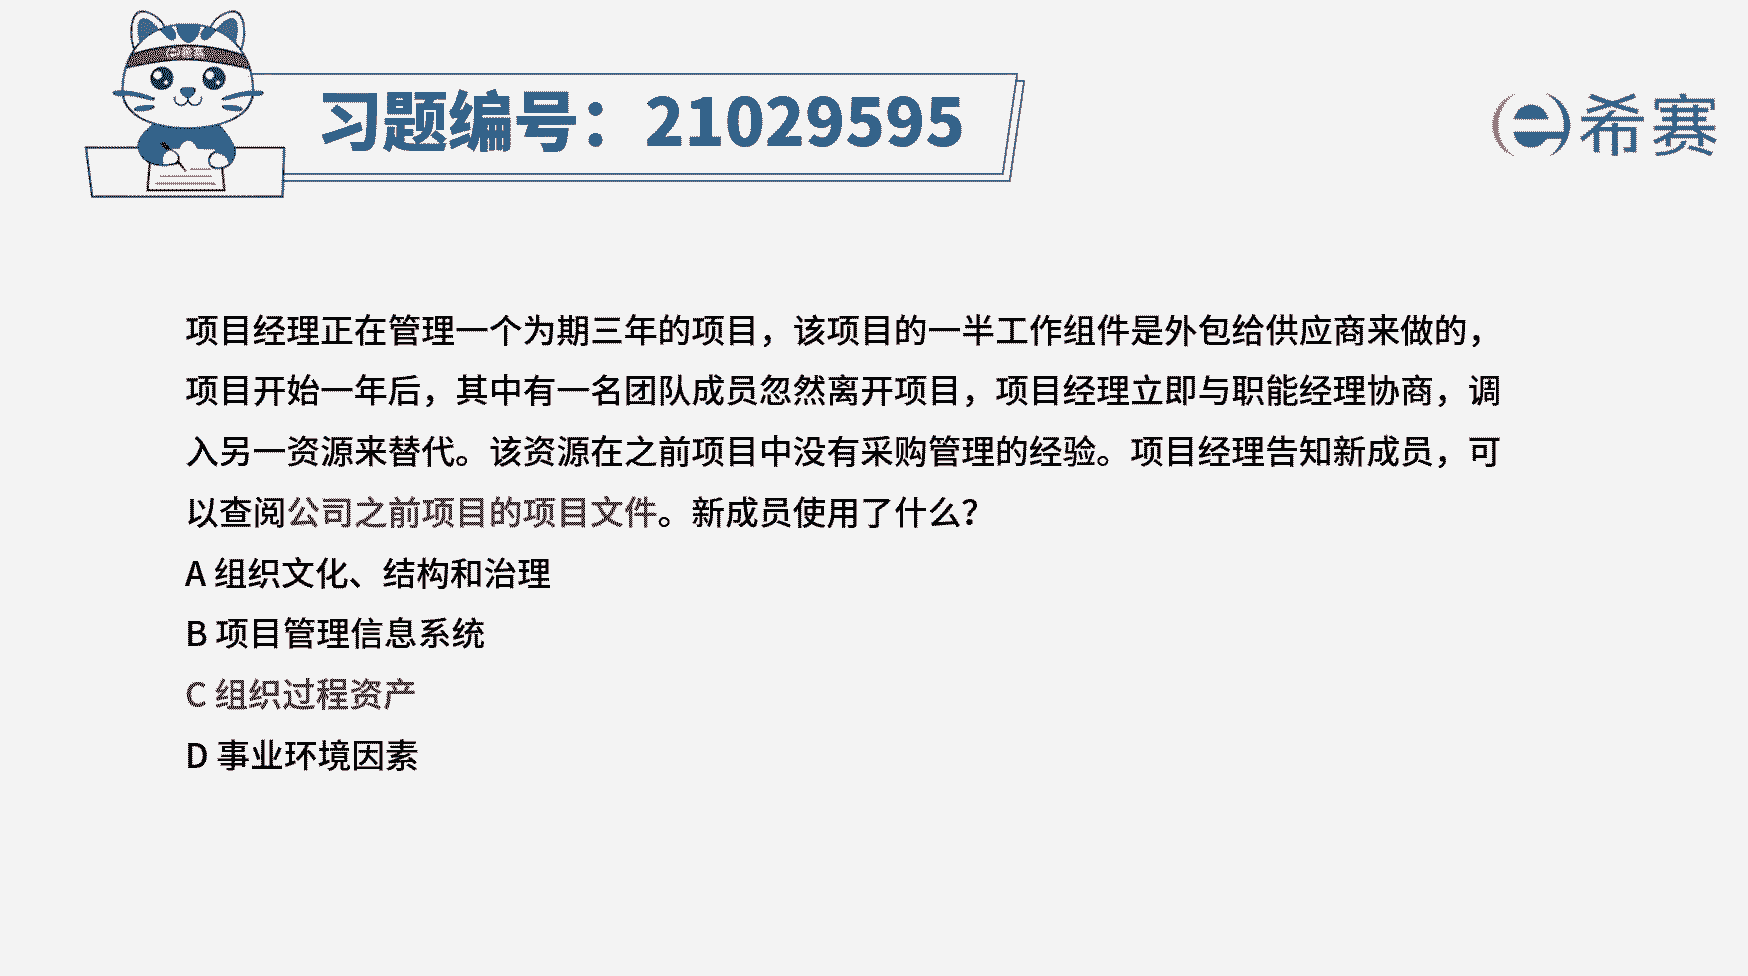 习题编号：21029595
希赛
项目经理正在管理一个为期三年的项目，该项目的一半工作组件是外包给供应商来做的，
项目开始一年后，其中有一名团队成员忽然离开项目，项目经理立即与职能经理协商，调
入另一资源来替代。该资源在之前项目中没有采购管理的经验。项目经理告知新成员，可
以查阅公司之前项目的项目文件。新成员使用了什么？
A 组织文化、结构和治理
B 项目管理信息系统
C 组织过程资产
D 事业环境因素